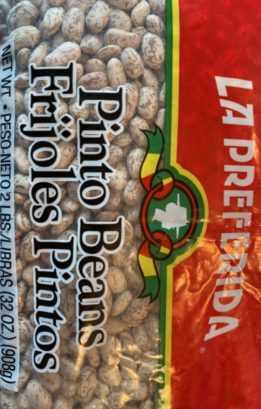 LA PREFERIDA®
Pinto Beans
Frijoles Pintos
NET WT. • PESO-NETO 2 LBS/LIBRAS (32 OZ.) (908g)